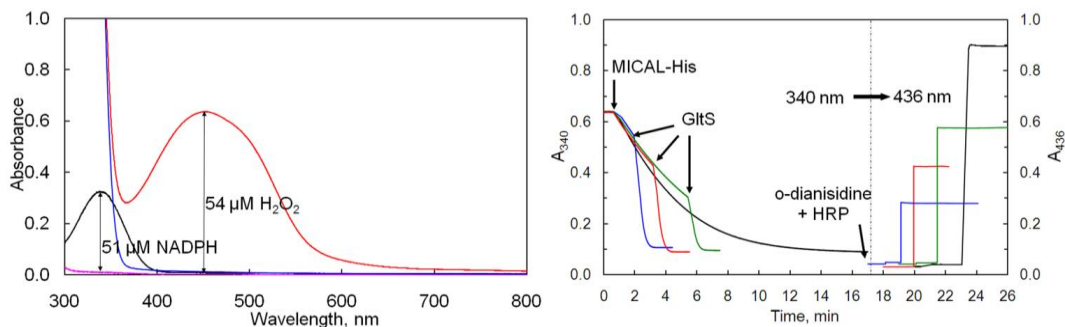 1.0
0.8
0.6
0.4
0.2
0.0
Absorbance
54 µM H₂O₂
51 µM NADPH
300 400 500 600 700 800
Wavelength, nm
1.0
0.8
0.6
0.4
0.2
0.0
A₃₄₀
MICAL-His
GltS
340 nm 436 nm
o-dianisidine
+ HRP
1.0
0.8
0.6
0.4
0.2
0.0
A₄₃₆
0 2 4 6 8 10 12 14 16 18 20 22 24 26
Time, min